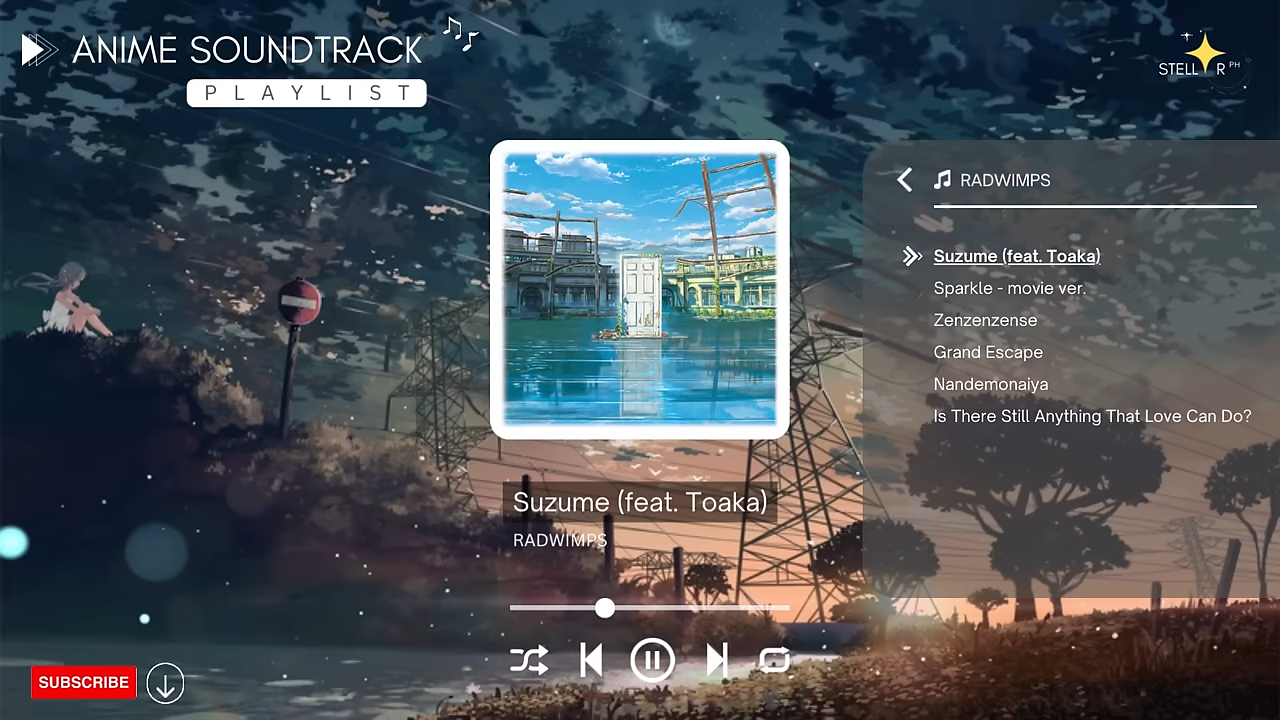 ANIME SOUNDTRACK
PLAYLIST
STELL R PH
RADWIMPS
Suzume (feat. Toaka)
Sparkle - movie ver.
Zenzenzense
Grand Escape
Nandemonaiya
Is There Still Anything That Love Can Do?
Suzume (feat. Toaka)
RADWIMPS
SUBSCRIBE